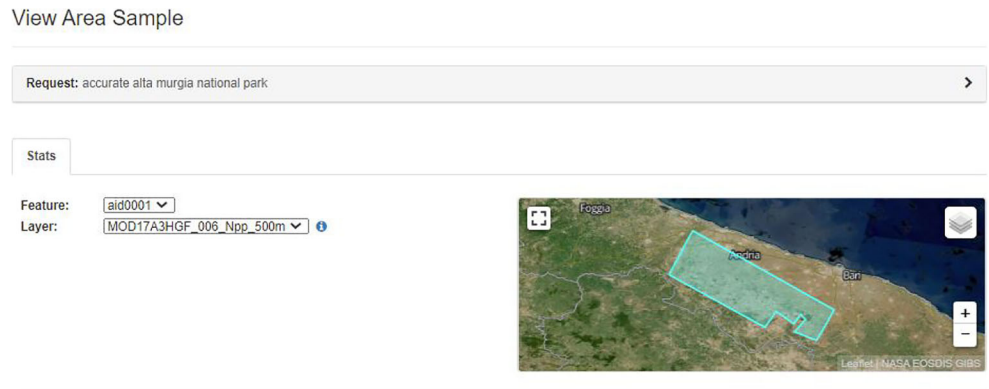 View Area Sample
Request: accurate alta murgia national park
Stats
Feature: aid0001
Layer: MOD17A3HGF_006_Npp_500m
Foggia
Andria
Bari
+
−
Leaflet | NASA EOSDIS GIBS